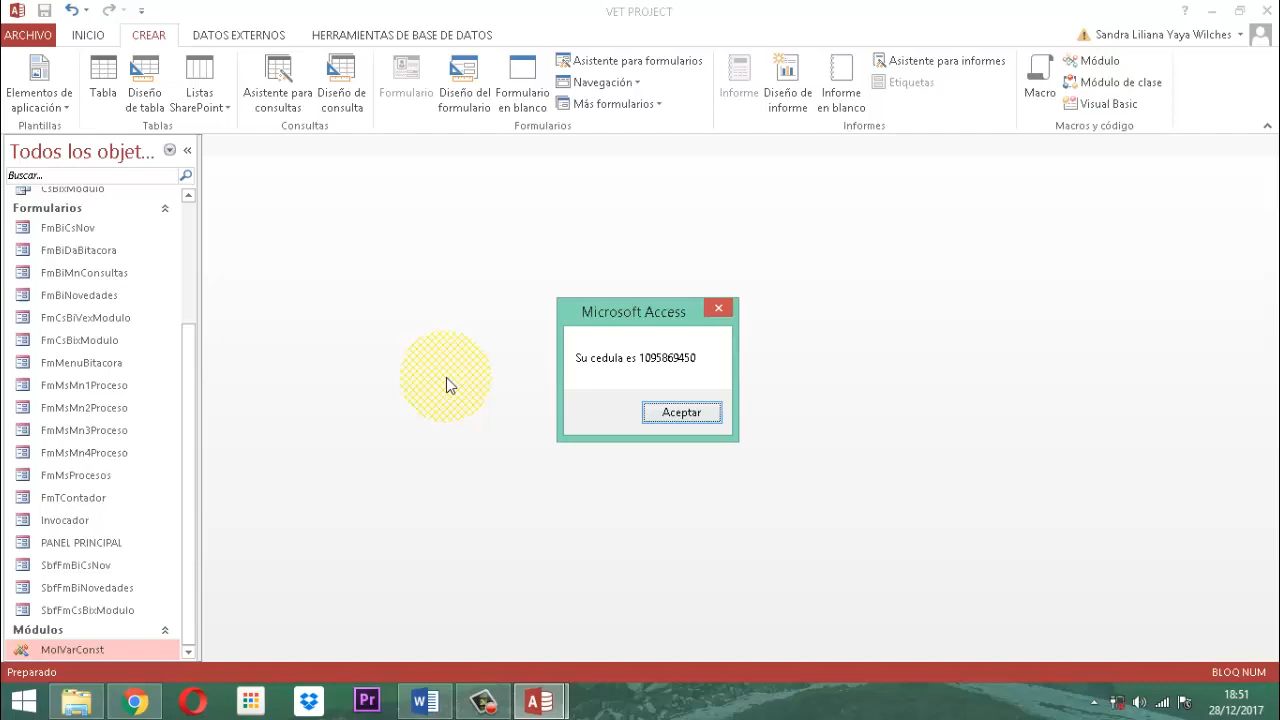 VET PROJECT
ARCHIVO
INICIO
CREAR
DATOS EXTERNOS
HERRAMIENTAS DE BASE DE DATOS
Sandra Liliana Yaya Wilches
Elementos de aplicación
Tabla
Diseño de tabla
Listas SharePoint
Asistente para consultas
Diseño de consulta
Formulario
Diseño del formulario
Formulario en blanco
Asistente para formularios
Navegación
Más formularios
Informe
Diseño de informe
Informe en blanco
Asistente para informes
Etiquetas
Macro
Módulo
Módulo de clase
Visual Basic
Plantillas
Tablas
Consultas
Formularios
Informes
Macros y código
Todos los objet...
Buscar...
CsBixModulo
Formularios
FmBiCsNov
FmBiDaBitacora
FmBiMnConsultas
FmBiNovedades
FmCsBiVexModulo
FmCsBixModulo
FmMenuBitacora
FmMsMn1Proceso
FmMsMn2Proceso
FmMsMn3Proceso
FmMsMn4Proceso
FmMsProcesos
FmTContador
Invocador
PANEL PRINCIPAL
SbfFmBiCsNov
SbfFmBiNovedades
SbfFmCsBixModulo
Módulos
MolVarConst
Microsoft Access
Su cedula es 1095869450
Aceptar
Preparado
BLOQ NUM
Pr
18:51
28/12/2017